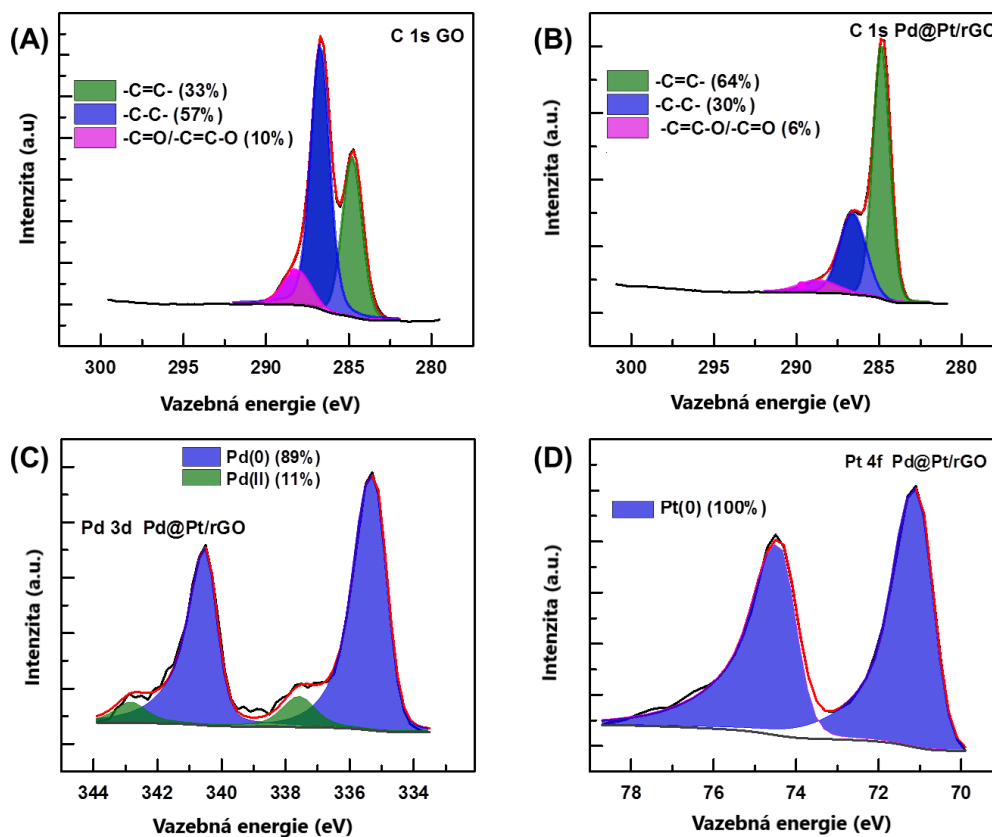 (A)
C 1s GO
-C=C- (33%)
-C-C- (57%)
-C=O/-C=C-O (10%)
Intenzita (a.u)
300 295 290 285 280
Vazebná energie (eV)
(B)
C 1s Pd@Pt/rGO
-C=C- (64%)
-C-C- (30%)
-C=C-O/-C=O (6%)
Intenzita (a.u)
300 295 290 285 280
Vazebná energie (eV)
(C)
Pd(0) (89%)
Pd(II) (11%)
Pd 3d Pd@Pt/rGO
Intenzita (a.u.)
344 342 340 338 336 334
Vazebná energie (eV)
(D)
Pt 4f Pd@Pt/rGO
Pt(0) (100%)
Intenzita (a.u.)
78 76 74 72 70
Vazebná energie (eV)